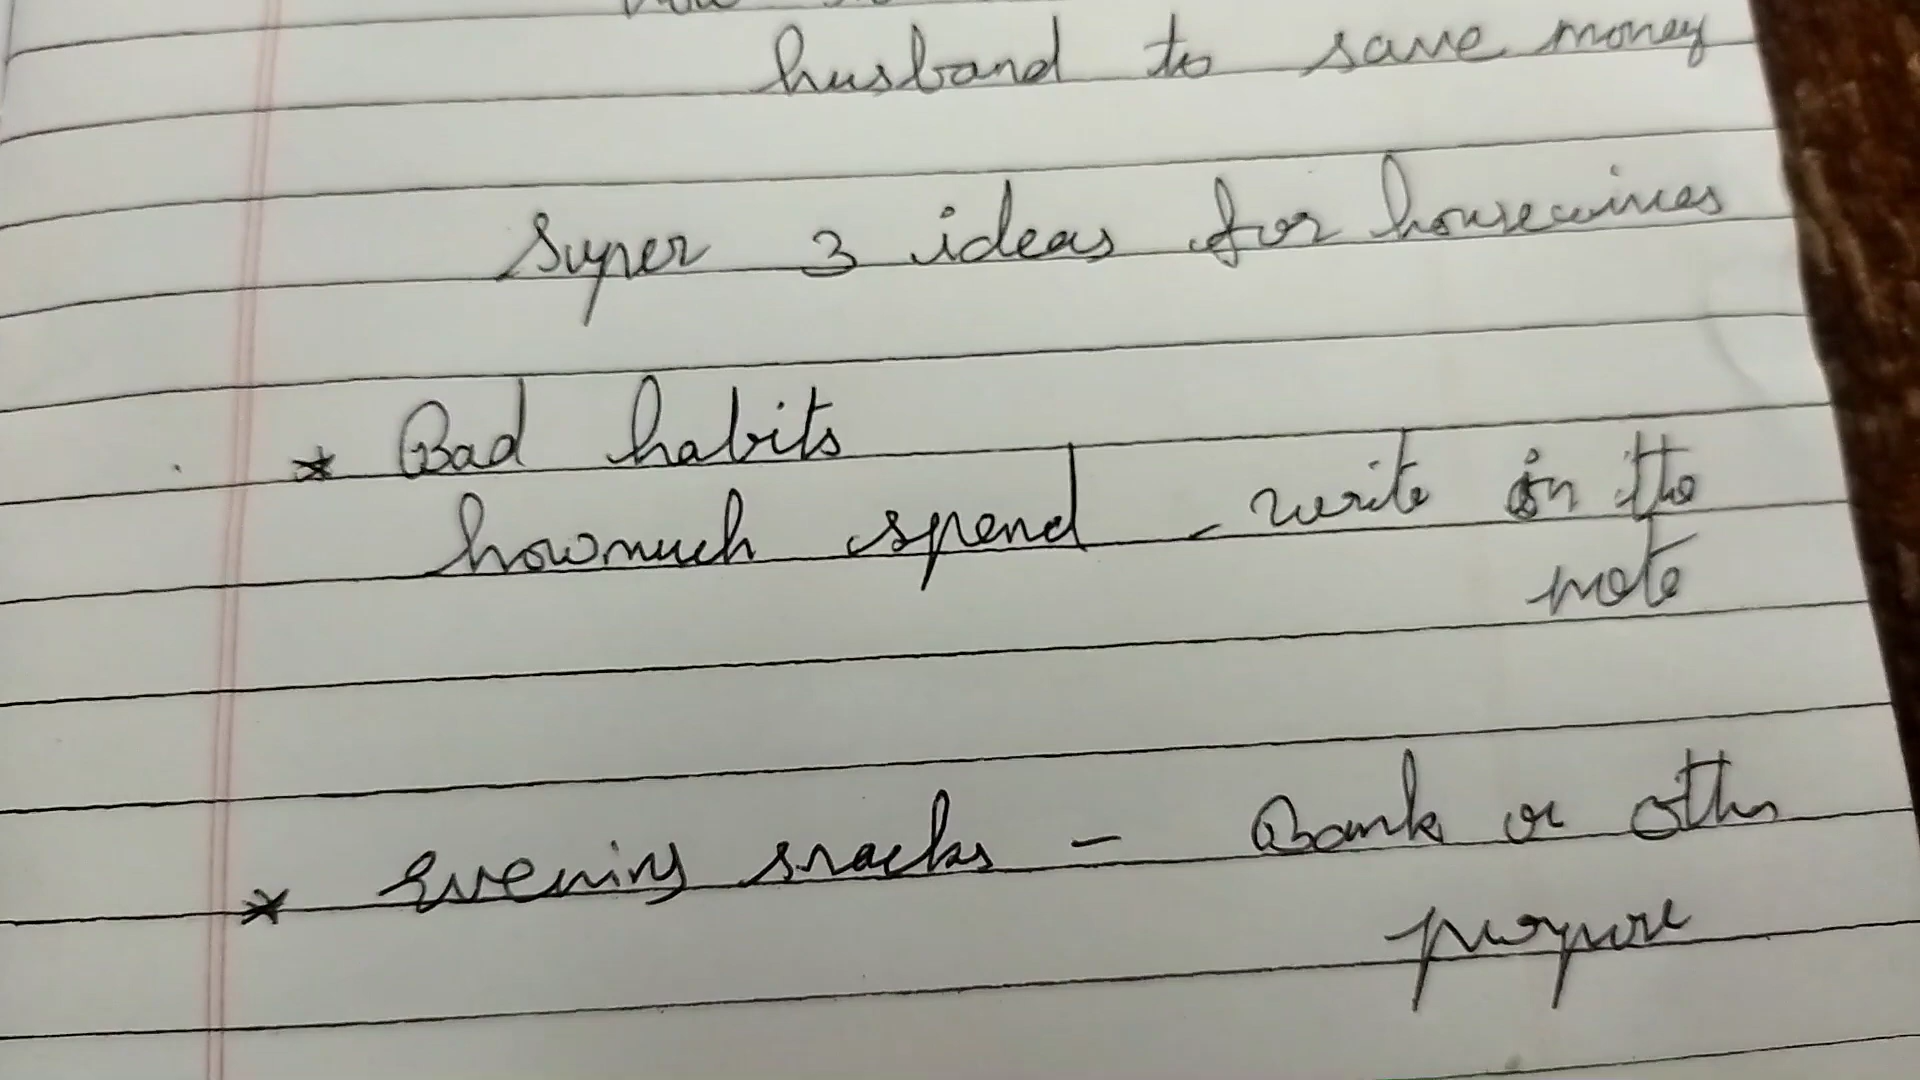 husband to save money
Super 3 ideas for housewives
* Bad habits
howmuch spend - write in the
note
* Evening snacks - Bank or other
purpose